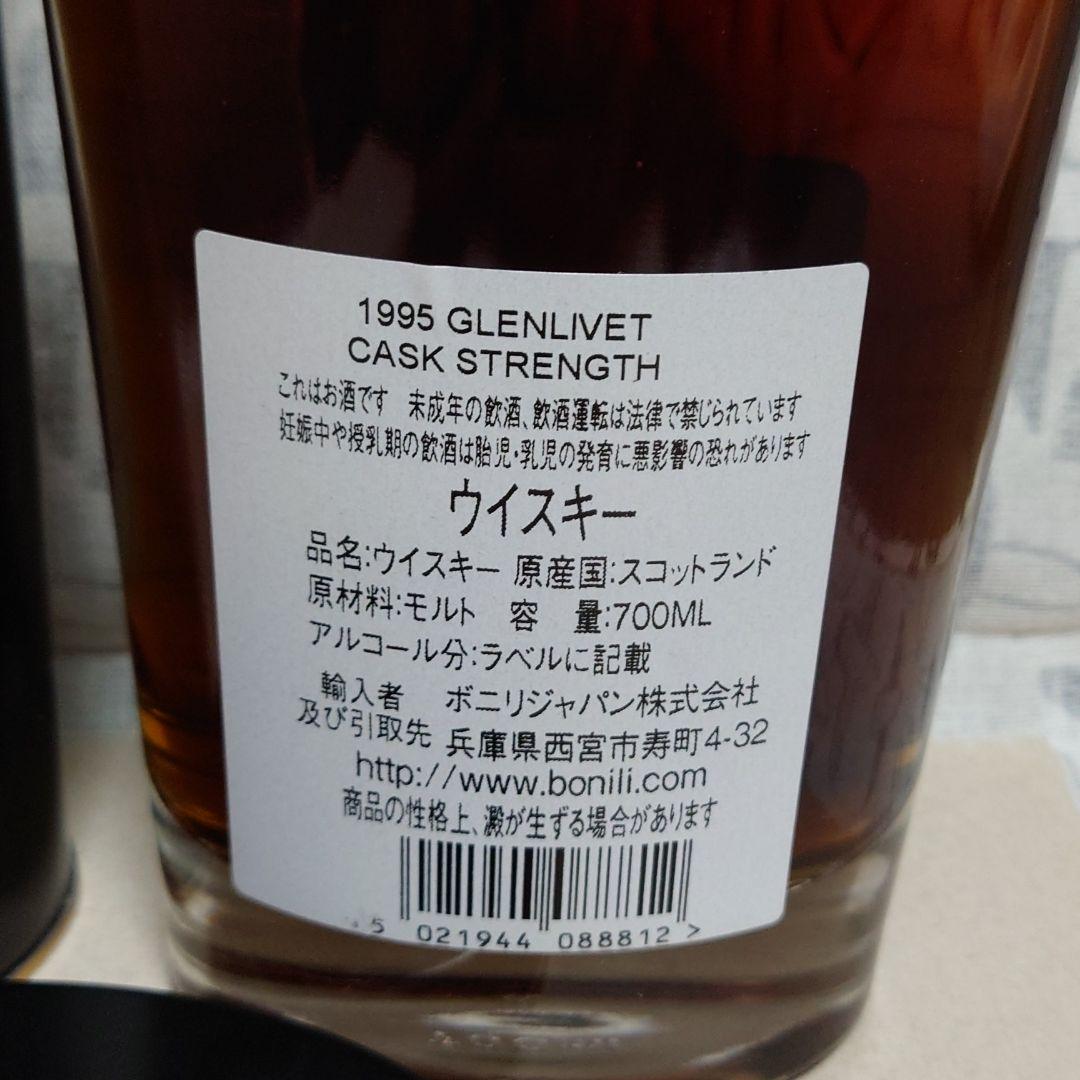 1995 GLENLIVET
CASK STRENGTH
これはお酒です　未成年の飲酒、飲酒運転は法律で禁じられています
妊娠中や授乳期の飲酒は胎児・乳児の発育に悪影響の恐れがあります
ウイスキー
品名:ウイスキー 原産国:スコットランド
原材料:モルト　容　量:700ML
アルコール分:ラベルに記載
輸入者　ボニリジャパン株式会社
及び引取先 兵庫県西宮市寿町4-32
http://www.bonili.com
商品の性格上、澱が生ずる場合があります
5 021944 088812 >